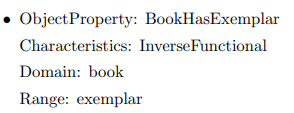 • ObjectProperty: BookHasExemplar
Characteristics: InverseFunctional
Domain: book
Range: exemplar